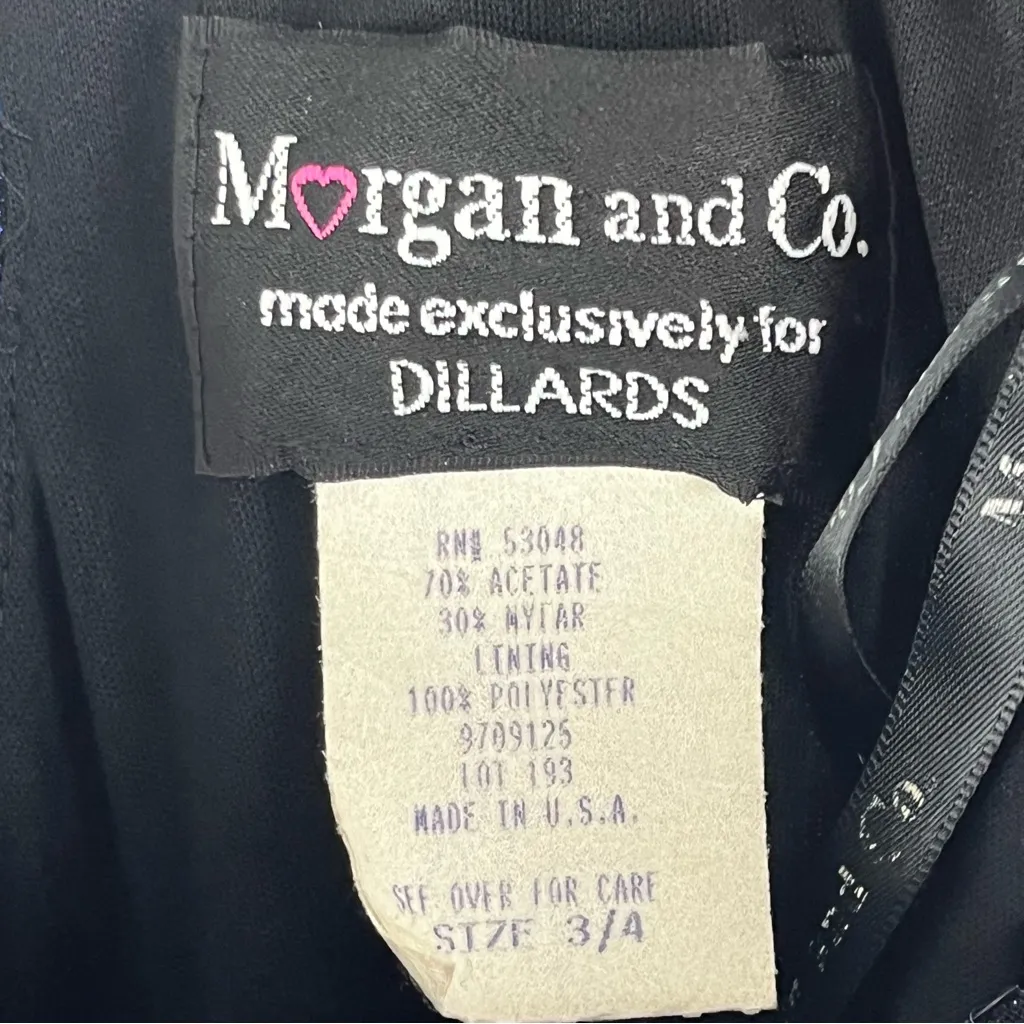 Morgan and Co.
made exclusively for
DILLARDS
RN# 53048
70% ACETATE
30% MYLAR
LINING
100% POLYESTER
9709125
LOT 193
MADE IN U.S.A.
SEE OVER FOR CARE
SIZE 3/4